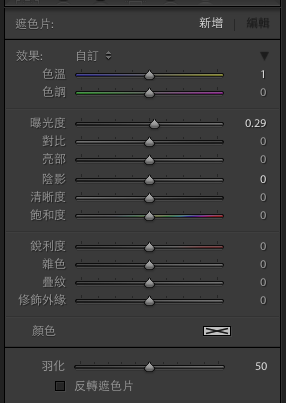 遮色片: 新增 編輯
效果: 自訂
色溫 1
色調 0
曝光度 0.29
對比 0
亮部 0
陰影 0
清晰度 0
飽和度 0
銳利度 0
雜色 0
疊紋 0
修飾外緣 0
顏色
羽化 50
反轉遮色片